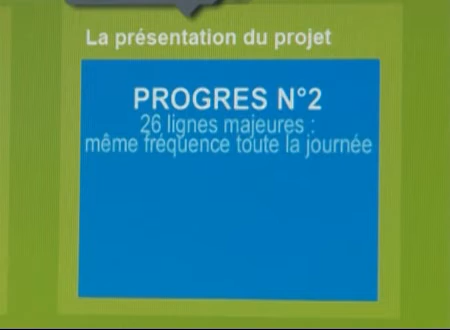 La présentation du projet
PROGRES N°2
26 lignes majeures :
même fréquence toute la journée